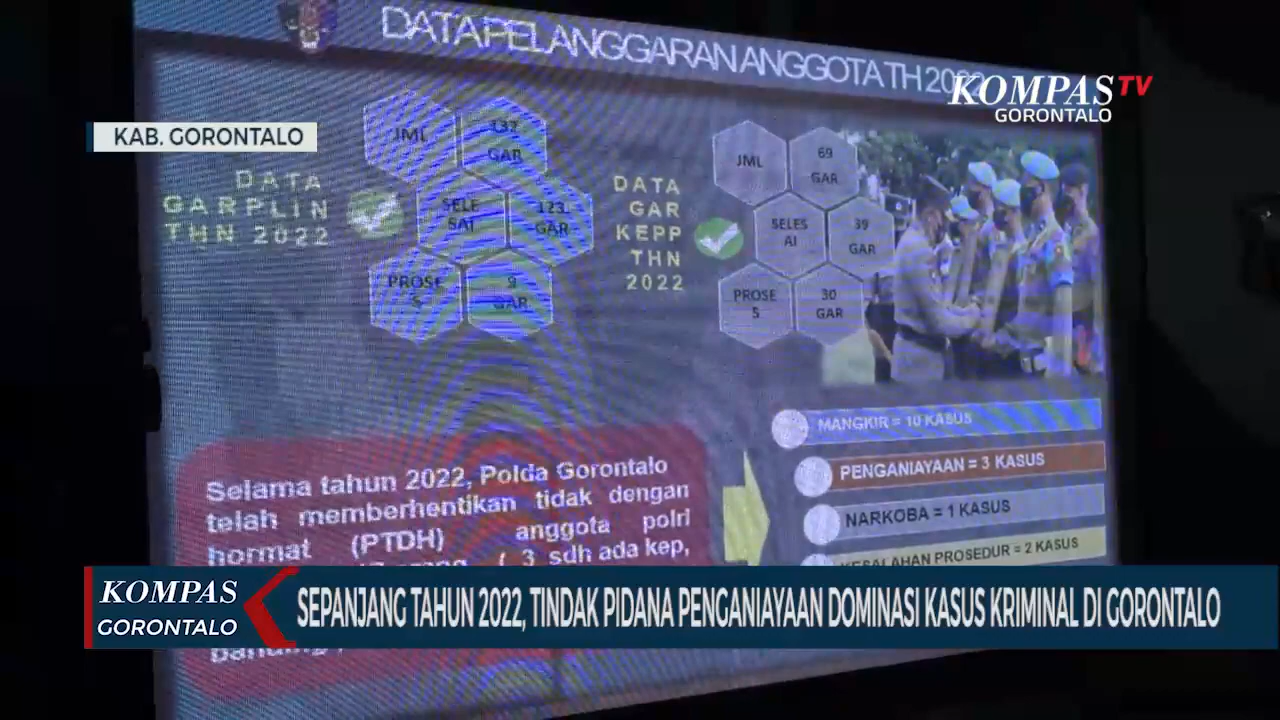 DATA PELANGGARAN ANGGOTA TH 2022
KOMPAS TV
GORONTALO
KAB. GORONTALO
DATA
GARPLIN
THN 2022
JML
GAR
SELE
SAI
123
GAR
PROSE
S
9
GAR
DATA
GAR
KEPP
THN
2022
JML
69
GAR
SELES
AI
39
GAR
PROSE
S
30
GAR
Selama tahun 2022, Polda Gorontalo
telah memberhentikan tidak dengan
hormat (PTDH) anggota polri
( 3 sdh ada kep,
MANGKIR = 10 KASUS
PENGANIAYAAN = 3 KASUS
NARKOBA = 1 KASUS
KESALAHAN PROSEDUR = 2 KASUS
KOMPAS
GORONTALO
SEPANJANG TAHUN 2022, TINDAK PIDANA PENGANIAYAAN DOMINASI KASUS KRIMINAL DI GORONTALO